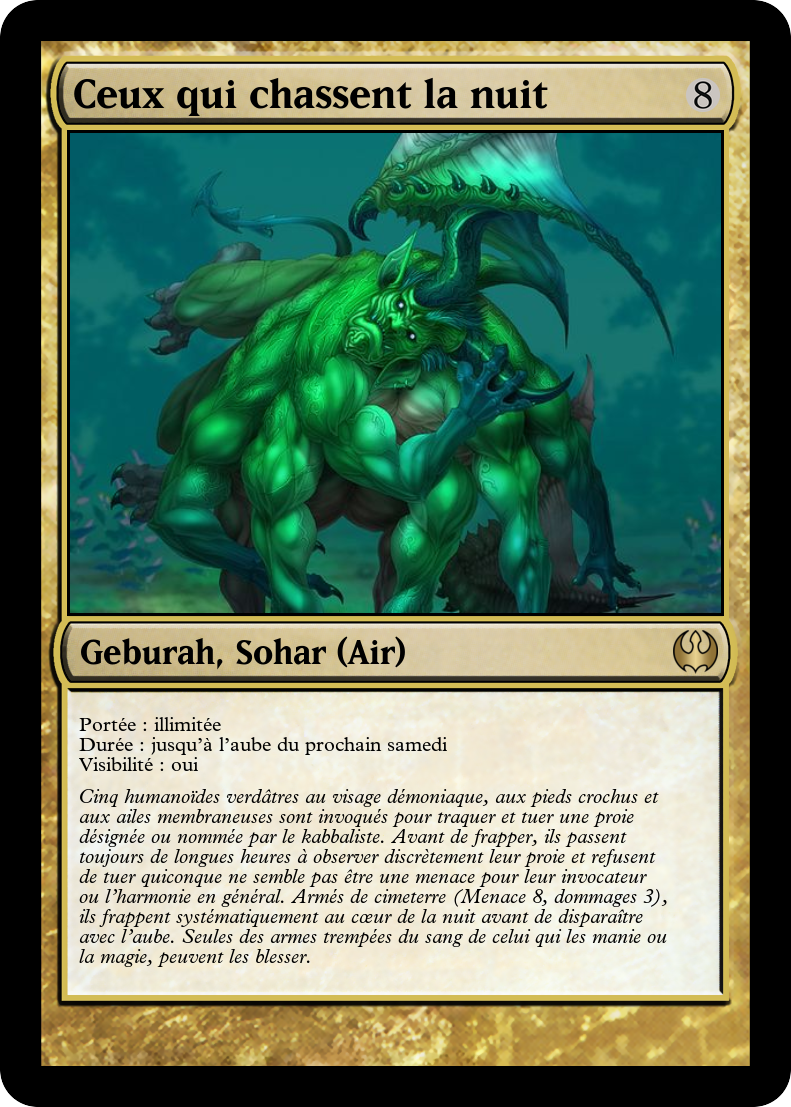 Ceux qui chassent la nuit
8
Geburah, Sohar (Air)
Portée : illimitée
Durée : jusqu'à l'aube du prochain samedi
Visibilité : oui
Cinq humanoïdes verdâtres au visage démoniaque, aux pieds crochus et
aux ailes membraneuses sont invoqués pour traquer et tuer une proie
désignée ou nommée par le kabbaliste. Avant de frapper, ils passent
toujours de longues heures à observer discrètement leur proie et refusent
de tuer quiconque ne semble pas être une menace pour leur invocateur
ou l'harmonie en général. Armés de cimeterre (Menace 8, dommages 3),
ils frappent systématiquement au cœur de la nuit avant de disparaître
avec l'aube. Seules des armes trempées du sang de celui qui les manie ou
la magie, peuvent les blesser.